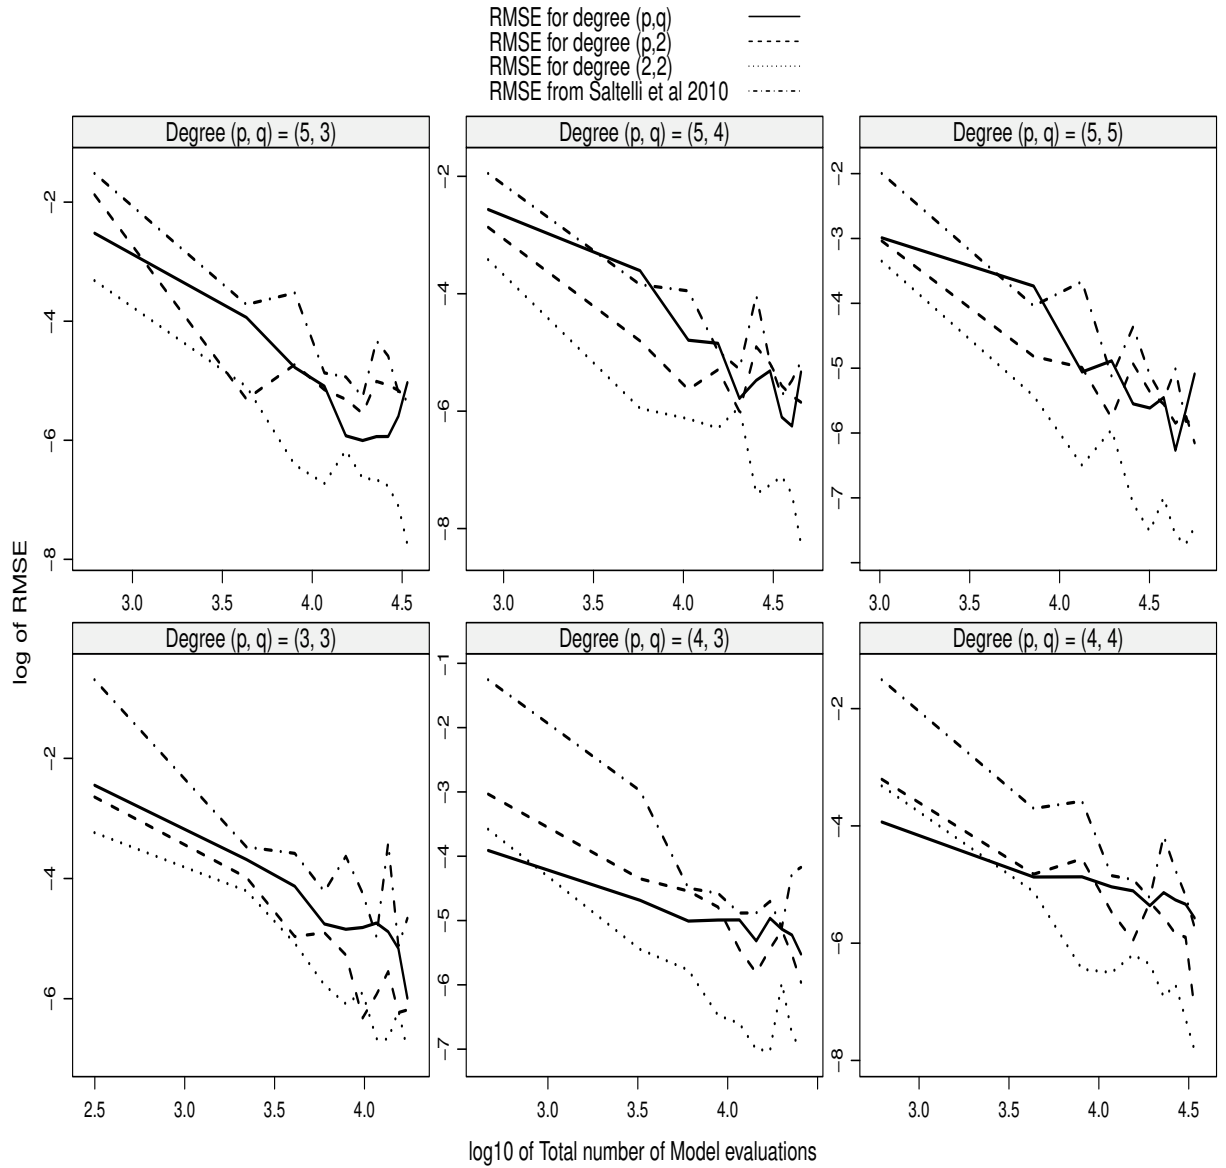 RMSE for degree (p,q)
RMSE for degree (p,2)
RMSE for degree (2,2)
RMSE from Saltelli et al 2010
Degree (p, q) = (5, 3)
Degree (p, q) = (5, 4)
Degree (p, q) = (5, 5)
−2
−4
−6
−8
−2
−4
−6
−8
−2
−3
−4
−5
−6
−7
3.0 3.5 4.0 4.5
3.0 3.5 4.0 4.5
3.0 3.5 4.0 4.5
Degree (p, q) = (3, 3)
Degree (p, q) = (4, 3)
Degree (p, q) = (4, 4)
−2
−4
−6
−1
−2
−3
−4
−5
−6
−7
−2
−4
−6
−8
2.5 3.0 3.5 4.0
3.0 3.5 4.0
3.0 3.5 4.0 4.5
log of RMSE
log10 of Total number of Model evaluations